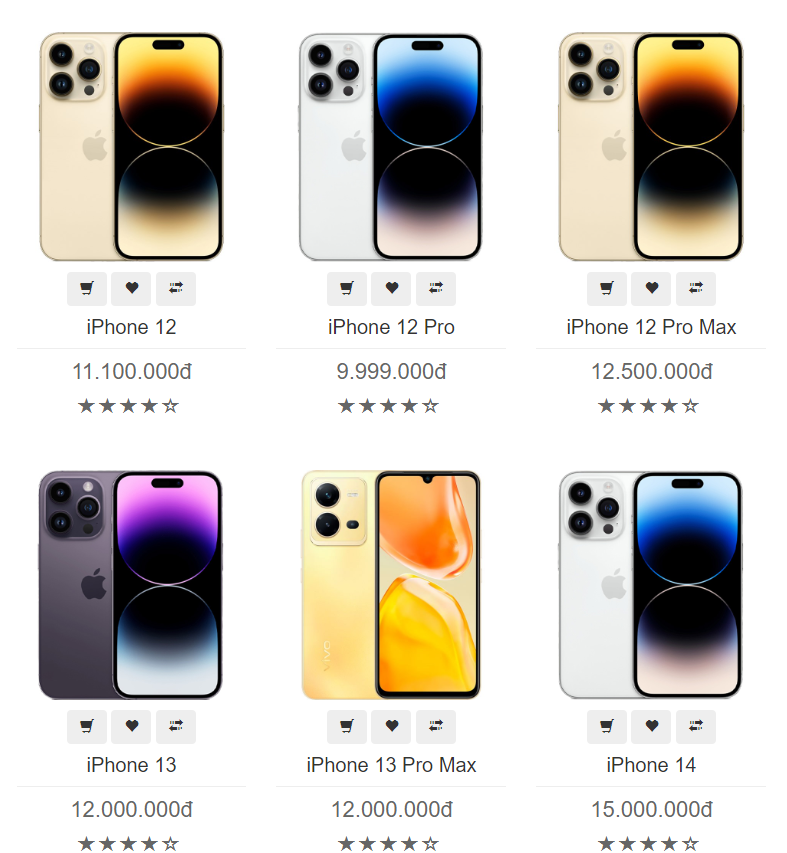 iPhone 12
iPhone 12 Pro
iPhone 12 Pro Max
11.100.000đ
9.999.000đ
12.500.000đ
vivo
iPhone 13
iPhone 13 Pro Max
iPhone 14
12.000.000đ
12.000.000đ
15.000.000đ